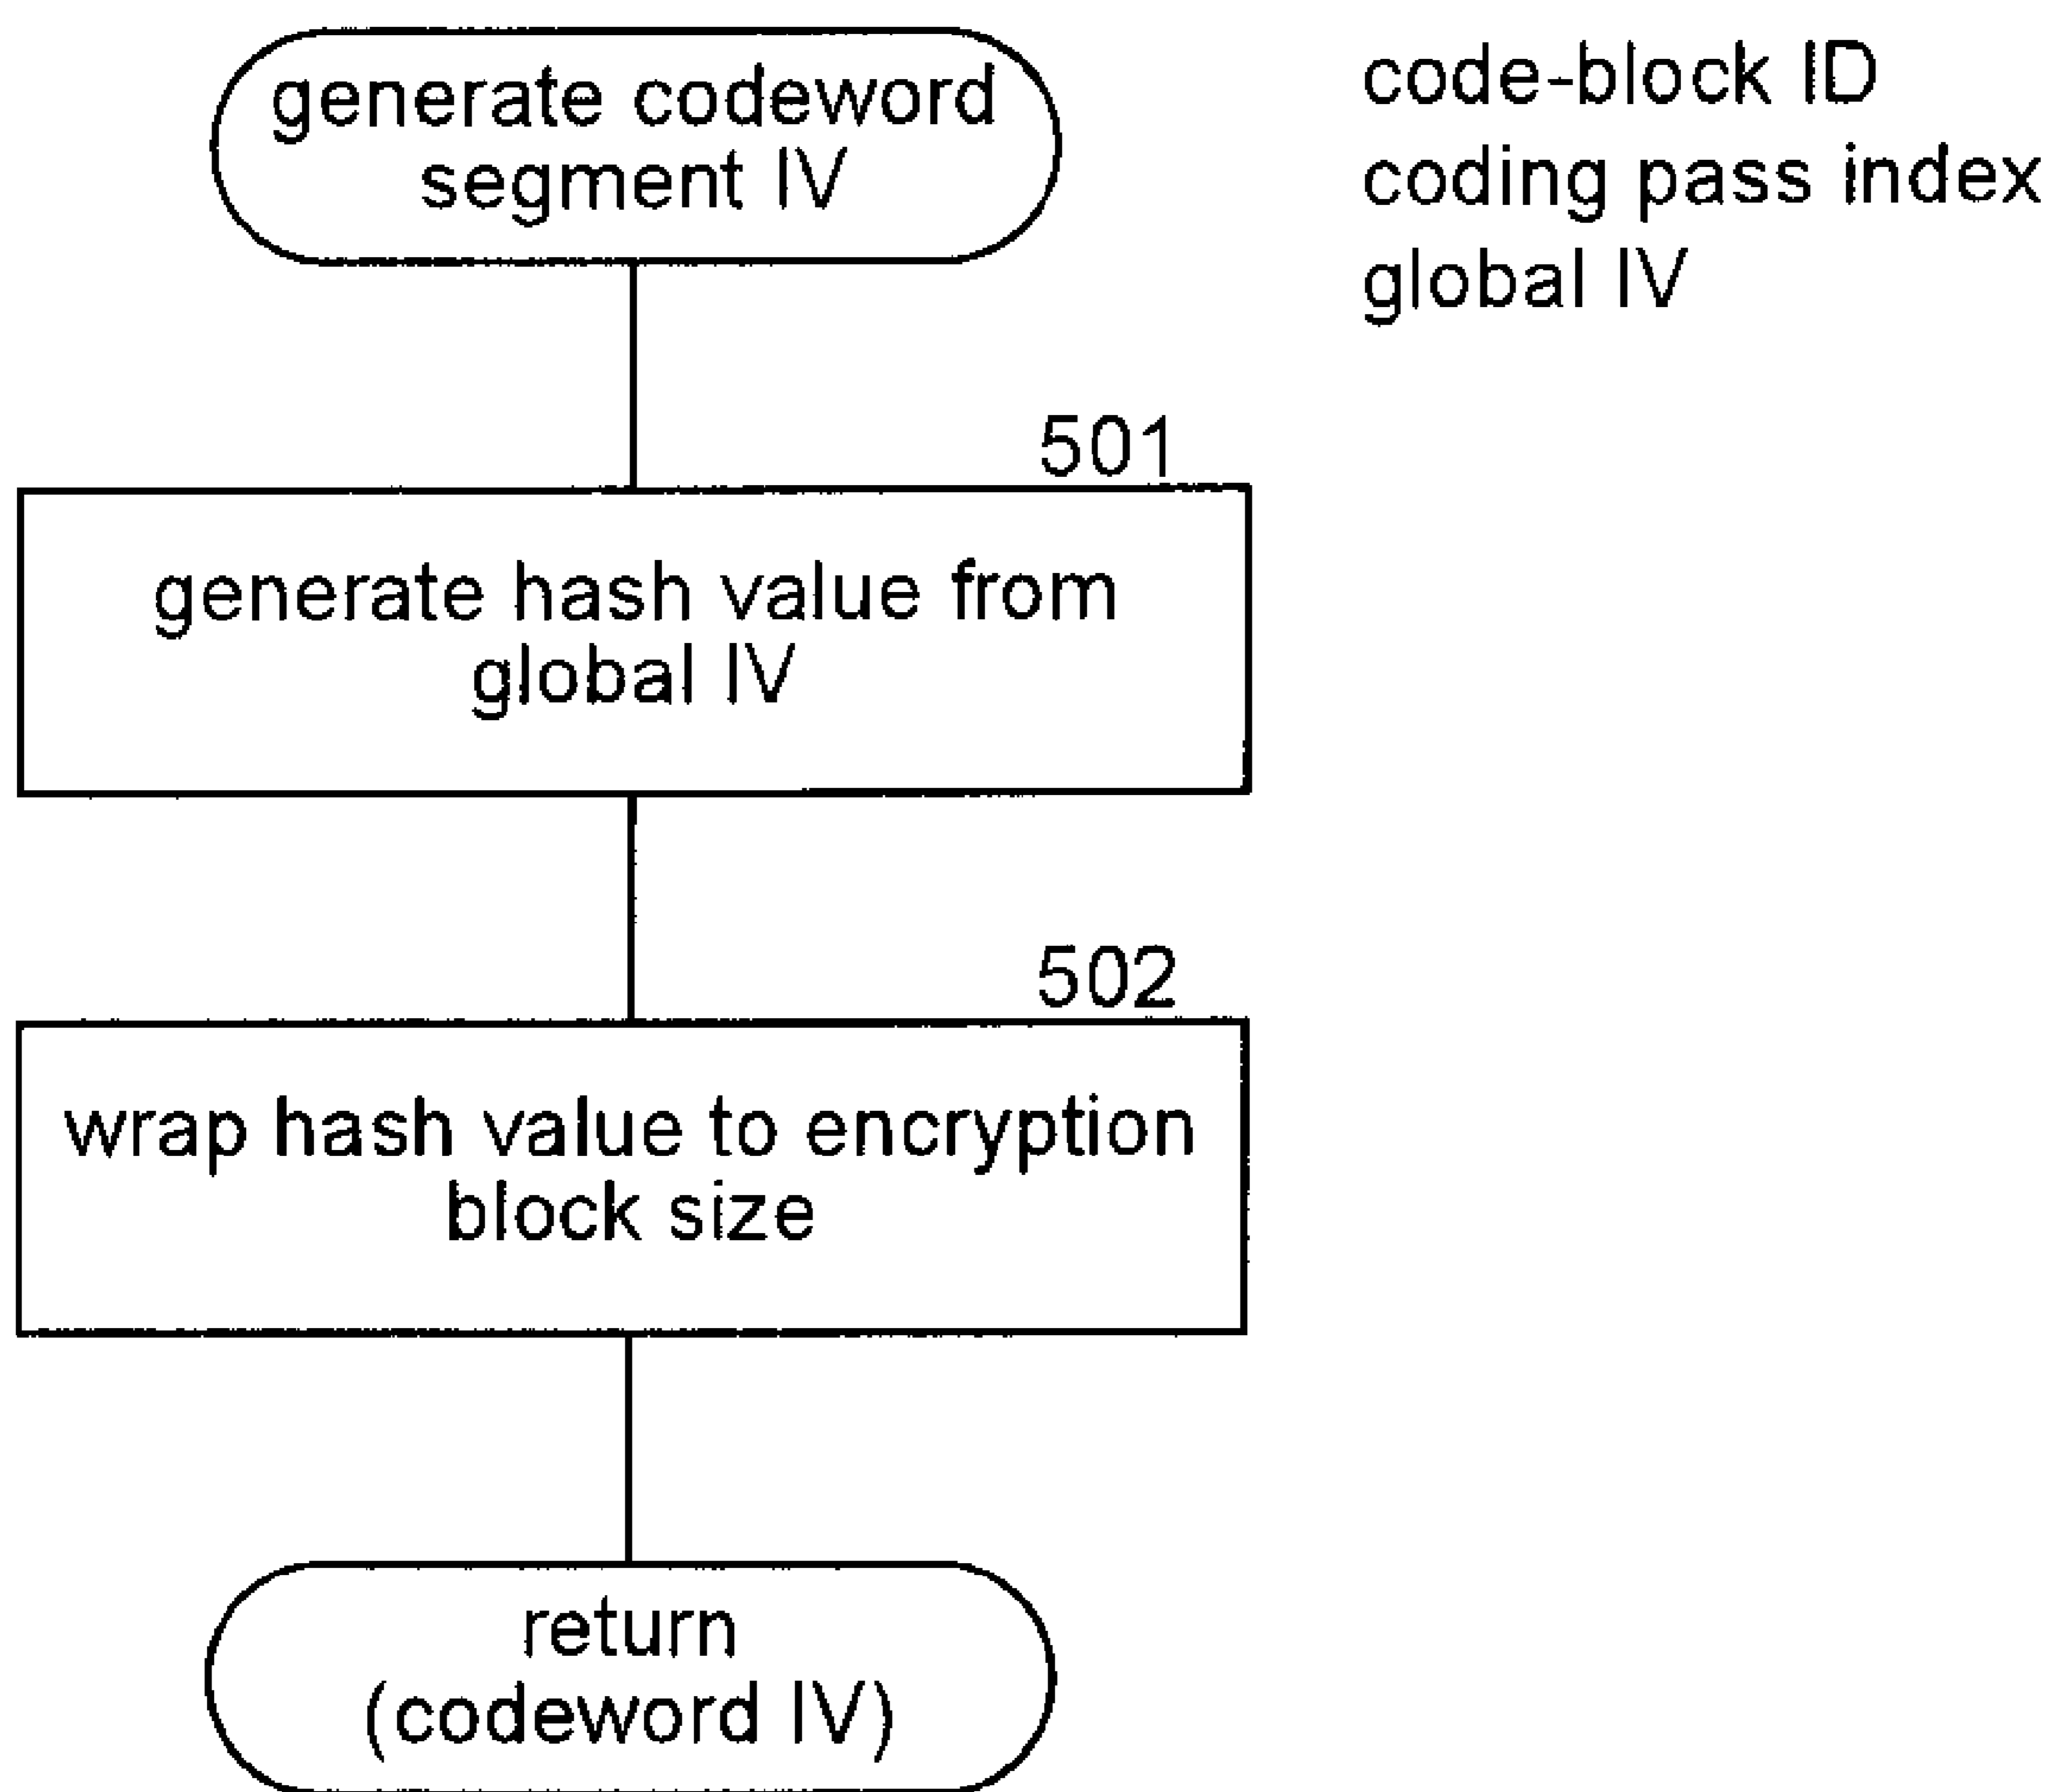 generate codeword
segment IV
code-block ID
coding pass index
global IV
501
generate hash value from
global IV
502
wrap hash value to encryption
block size
return
(codeword IV)